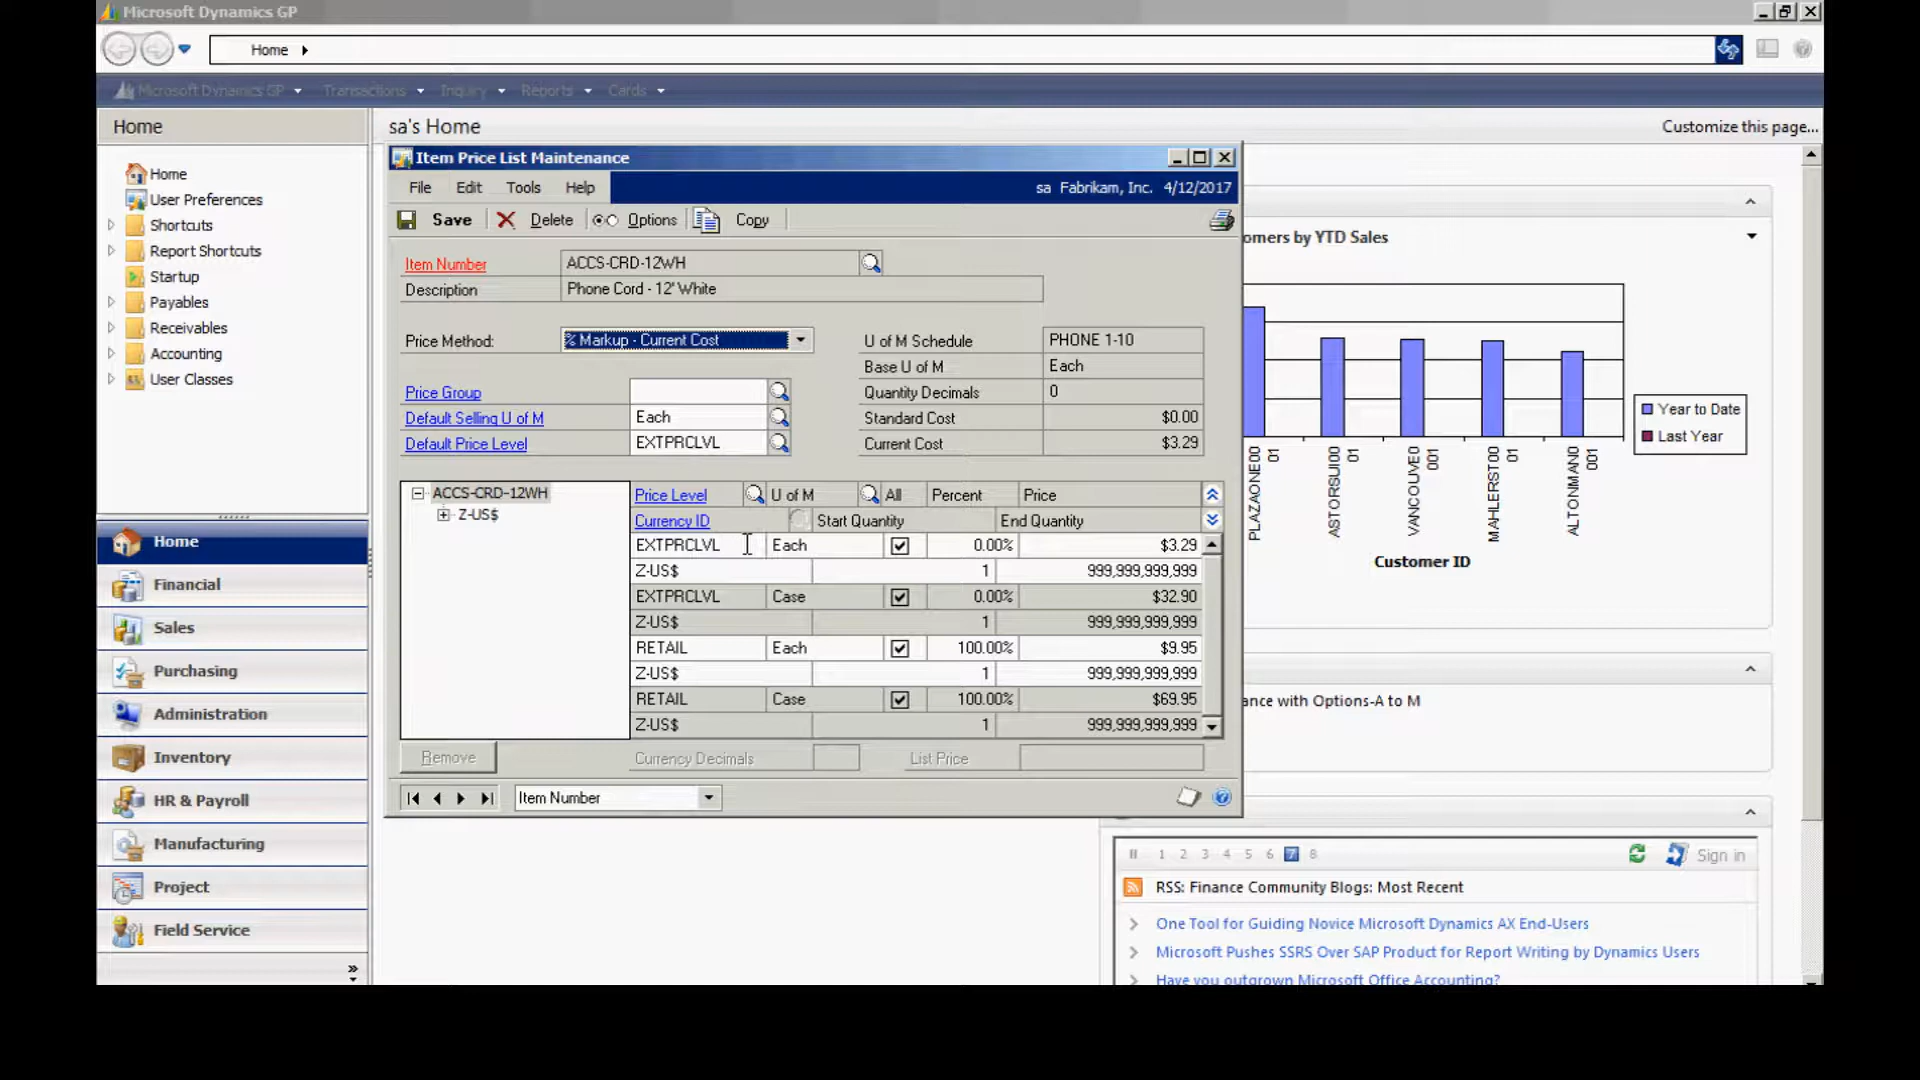 Microsoft Dynamics GP
Home
Microsoft Dynamics GP Transactions Inquiry Reports Cards
Home
sa's Home
Customize this page...
Home
User Preferences
Shortcuts
Report Shortcuts
Startup
Payables
Receivables
Accounting
User Classes
Home
Financial
Sales
Purchasing
Administration
Inventory
HR & Payroll
Manufacturing
Project
Field Service
Item Price List Maintenance
File Edit Tools Help
sa Fabrikam, Inc. 4/12/2017
Save Delete Options Copy
Item Number ACCS-CRD-12WH
Description Phone Cord - 12' White
Price Method: % Markup - Current Cost
U of M Schedule PHONE 1-10
Base U of M Each
Price Group
Quantity Decimals 0
Default Selling U of M Each
Standard Cost $0.00
Default Price Level EXTPRCLVL
Current Cost $3.29
ACCS-CRD-12WH
Z-US$
Price Level U of M All Percent Price
Currency ID Start Quantity End Quantity
EXTPRCLVL Each 0.00% $3.29
Z-US$ 1 999,999,999,999
EXTPRCLVL Case 0.00% $32.90
Z-US$ 1 999,999,999,999
RETAIL Each 100.00% $9.95
Z-US$ 1 999,999,999,999
RETAIL Case 100.00% $69.95
Z-US$ 1 999,999,999,999
Remove
Currency Decimals
List Price
Item Number
omers by YTD Sales
Year to Date
Last Year
PLAZAONE00 01
ASTORSUI00 01
VANCOUVE0 001
MAHLERST00 01
ALTONMAN0 001
Customer ID
ance with Options-A to M
1 2 3 4 5 6 7 8
Sign in
RSS: Finance Community Blogs: Most Recent
One Tool for Guiding Novice Microsoft Dynamics AX End-Users
Microsoft Pushes SSRS Over SAP Product for Report Writing by Dynamics Users
Have you outgrown Microsoft Office Accounting?